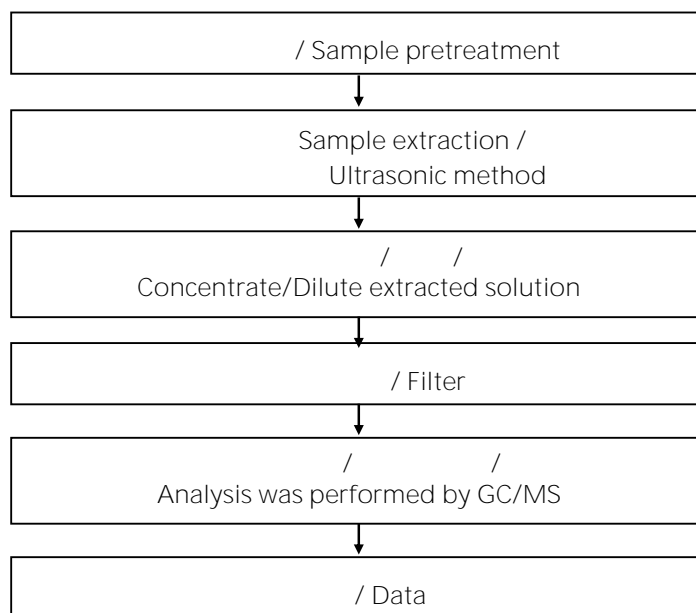 / Sample pretreatment
Sample extraction /
Ultrasonic method
/ /
Concentrate/Dilute extracted solution
/ Filter
/ /
Analysis was performed by GC/MS
/ Data